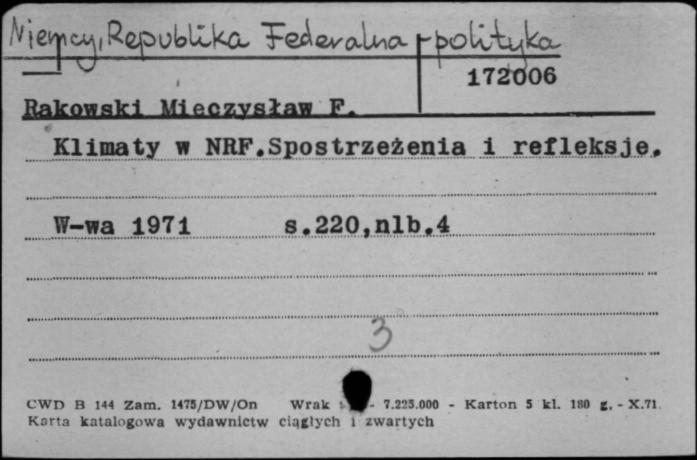 Niemcy, Republika Federalna - polityka
172006
Rakowski Mieczysław F.
Klimaty w NRF.Spostrzeżenia i refleksje.
W-wa 1971 s.220,nlb.4
3
CWD B 144 Zam. 1475/DW/On Wrak - 7.225.000 - Karton 5 kl. 180 g. - X.71.
Karta katalogowa wydawnictw ciągłych i zwartych